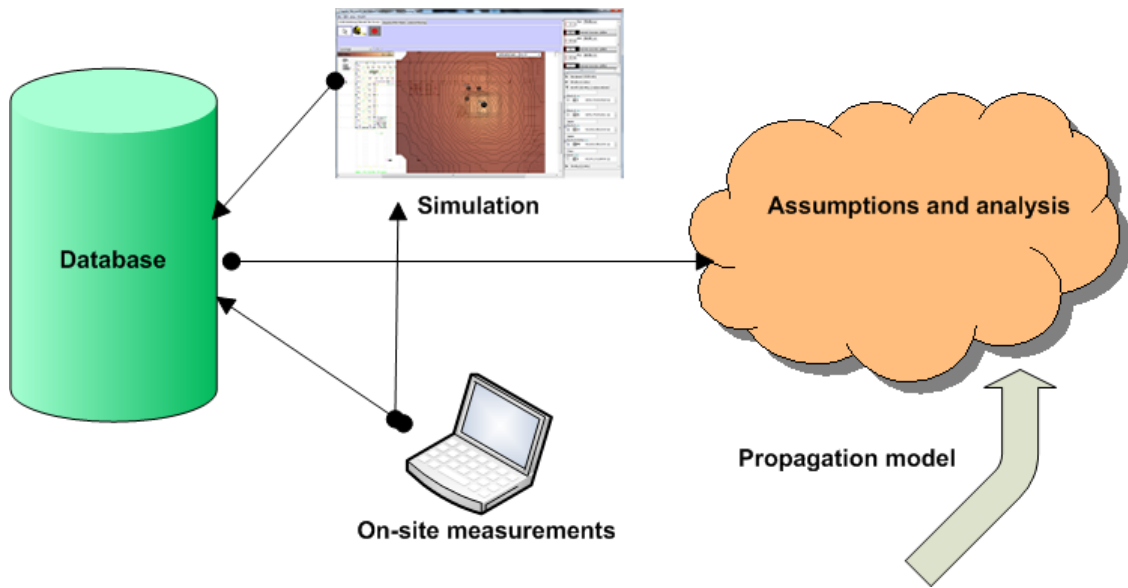 Simulation
Assumptions and analysis
Database
Propagation model
On-site measurements